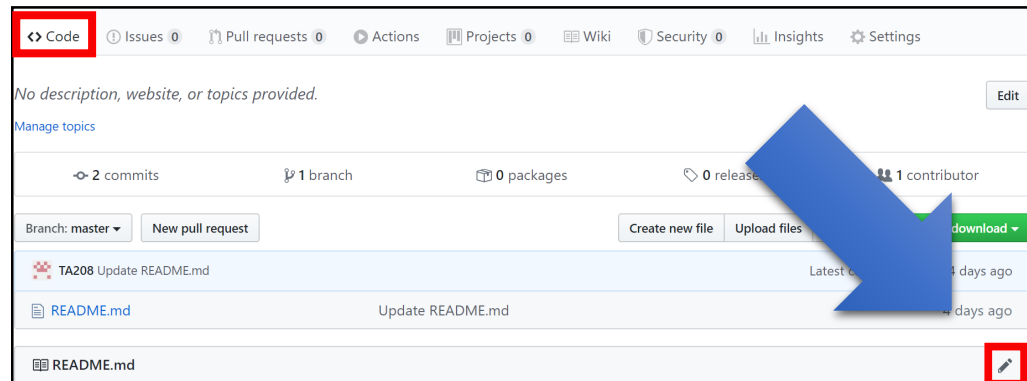 <> Code Issues 0 Pull requests 0 Actions Projects 0 Wiki Security 0 Insights Settings
No description, website, or topics provided.
Edit
Manage topics
2 commits 1 branch 0 packages 0 release 1 contributor
Branch: master New pull request Create new file Upload files download
TA208 Update README.md Latest days ago
README.md Update README.md days ago
README.md